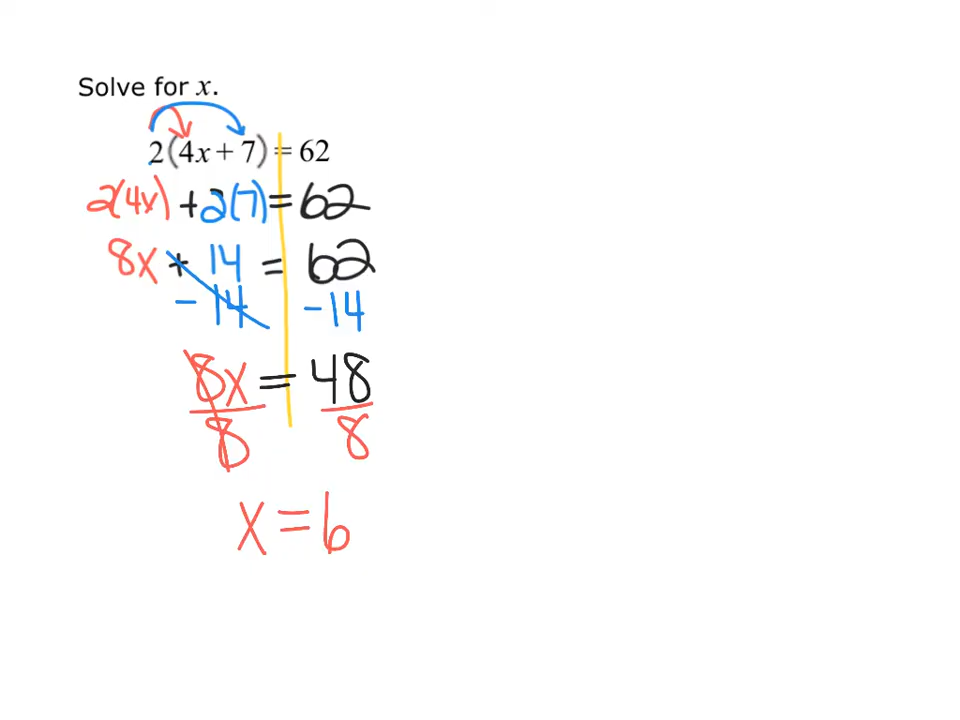 Solve for x.
2(4x + 7) = 62
2(4x) + 2(7) = 62
8x + 14 = 62
- 14 - 14
8x = 48
8 8
x = 6